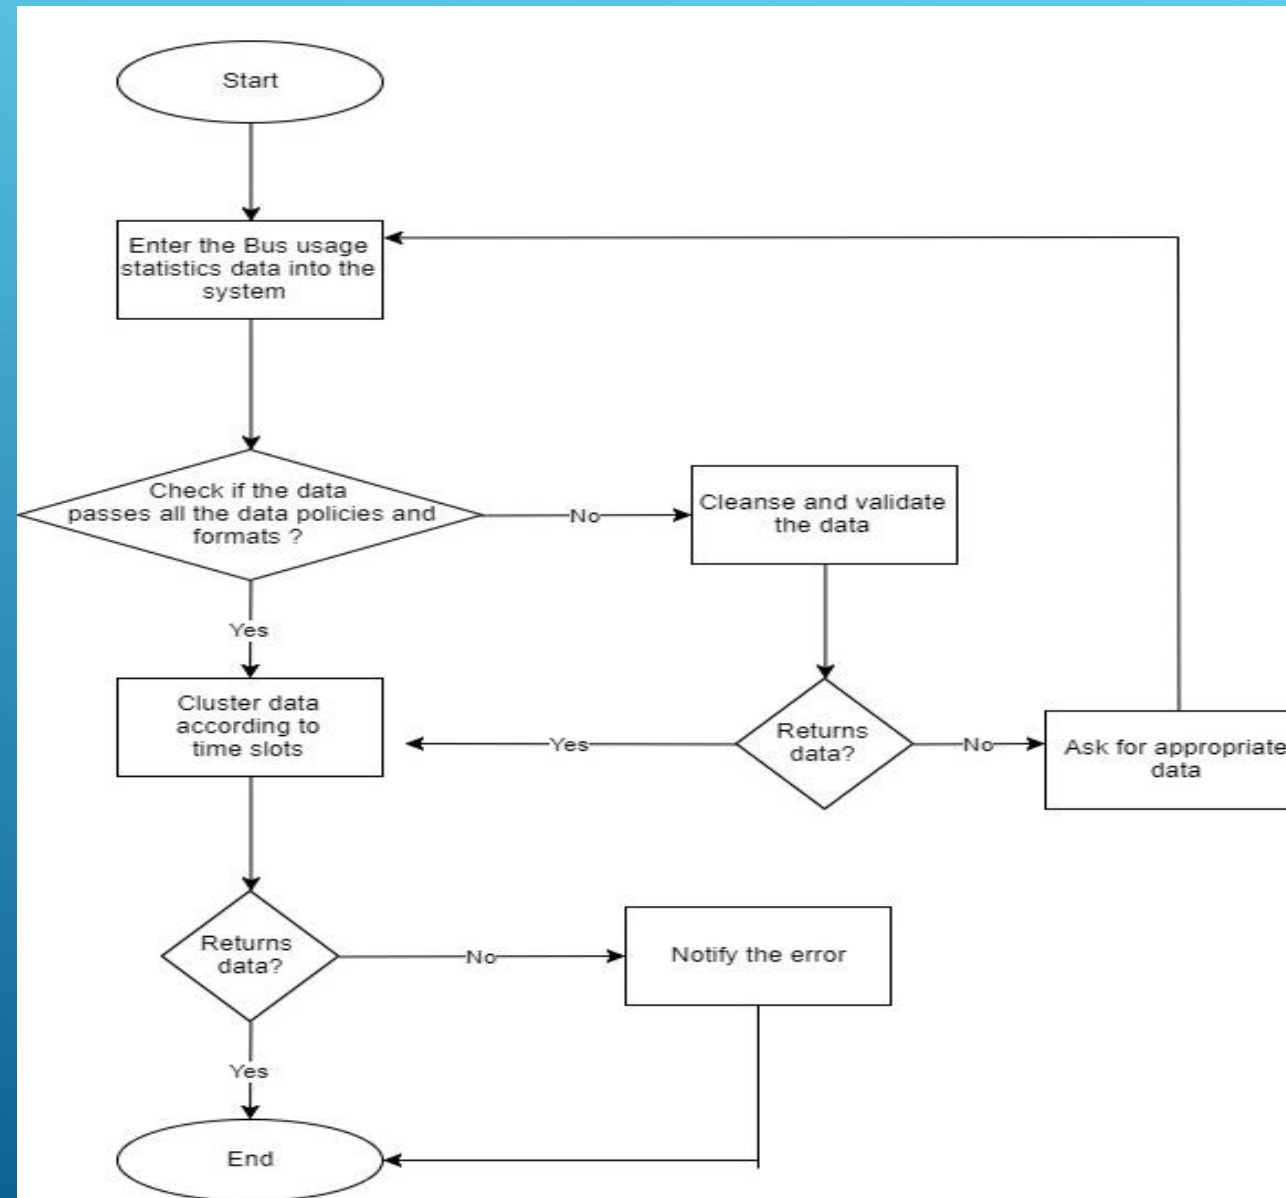 Start
Enter the Bus usage
statistics data into the
system
Check if the data
passes all the data policies and
formats ?
No
Cleanse and validate
the data
Yes
Cluster data
according to
time slots
Yes
Returns
data?
No
Ask for appropriate
data
Returns
data?
No
Notify the error
Yes
End